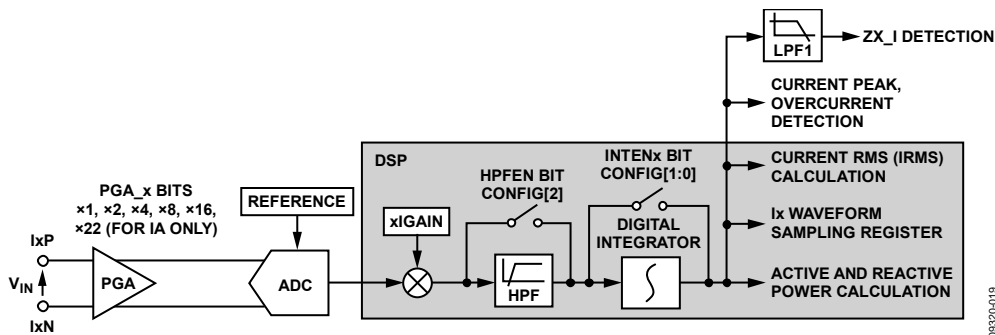 LPF1
ZX_I DETECTION
CURRENT PEAK,
OVERCURRENT
DETECTION
DSP
HPFEN BIT
CONFIG[2]
INTENx BIT
CONFIG[1:0]
CURRENT RMS (IRMS)
CALCULATION
PGA_x BITS
×1, ×2, ×4, ×8, ×16,
×22 (FOR IA ONLY)
REFERENCE
xIGAIN
DIGITAL
INTEGRATOR
Ix WAVEFORM
SAMPLING REGISTER
IxP
VIN
PGA
ADC
HPF
ACTIVE AND REACTIVE
POWER CALCULATION
IxN
09320-019